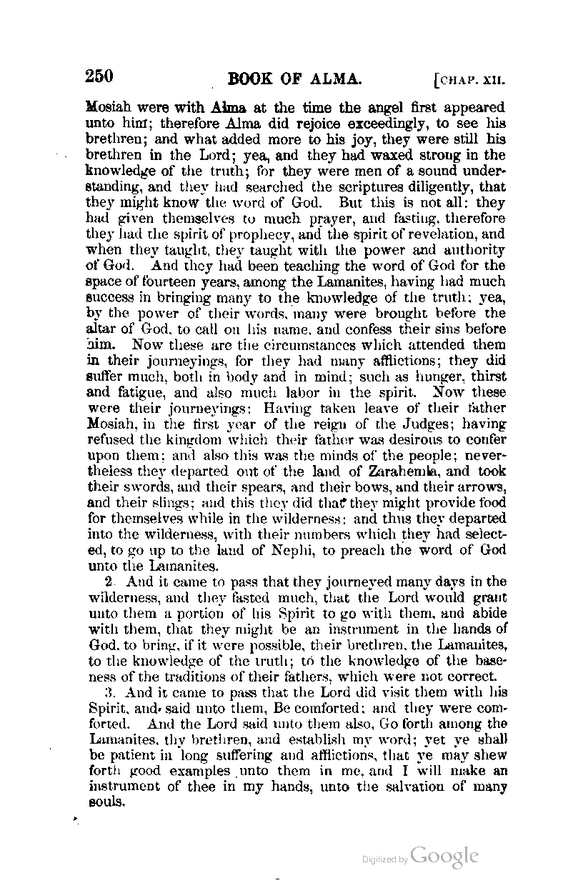 250 BOOK OF ALMA. [CHAP. XII.
Mosiah were with Alma at the time the angel first appeared
unto him; therefore Alma did rejoice exceedingly, to see his
brethren; and what added more to his joy, they were still his
brethren in the Lord; yea, and they had waxed strong in the
knowledge of the truth; for they were men of a sound under-
standing, and they had searched the scriptures diligently, that
they might know the word of God. But this is not all: they
had given themselves to much prayer, and fasting, therefore
they had the spirit of prophecy, and the spirit of revelation, and
when they taught, they taught with the power and authority
of God. And they had been teaching the word of God for the
space of fourteen years, among the Lamanites, having had much
success in bringing many to the knowledge of the truth; yea,
by the power of their words, many were brought before the
altar of God, to call on his name, and confess their sins before
him. Now these are the circumstances which attended them
in their journeyings, for they had many afflictions; they did
suffer much, both in body and in mind; such as hunger, thirst
and fatigue, and also much labor in the spirit. Now these
were their journeyings: Having taken leave of their father
Mosiah, in the first year of the reign of the Judges; having
refused the kingdom which their father was desirous to confer
upon them; and also this was the minds of the people; never-
theless they departed out of the land of Zarahemla, and took
their swords, and their spears, and their bows, and their arrows,
and their slings; and this they did that they might provide food
for themselves while in the wilderness: and thus they departed
into the wilderness, with their numbers which they had select-
ed, to go up to the land of Nephi, to preach the word of God
unto the Lamanites.
2. And it came to pass that they journeyed many days in the
wilderness, and they fasted much, that the Lord would grant
unto them a portion of his Spirit to go with them, and abide
with them, that they might be an instrument in the hands of
God, to bring, if it were possible, their brethren, the Lamanites,
to the knowledge of the truth; to the knowledge of the base-
ness of the traditions of their fathers, which were not correct.
3. And it came to pass that the Lord did visit them with his
Spirit, and said unto them, Be comforted: and they were com-
forted. And the Lord said unto them also, Go forth among the
Lamanites, thy brethren, and establish my word; yet ye shall
be patient in long suffering and afflictions, that ye may shew
forth good examples unto them in me, and I will make an
instrument of thee in my hands, unto the salvation of many
souls.
Digitized by Google